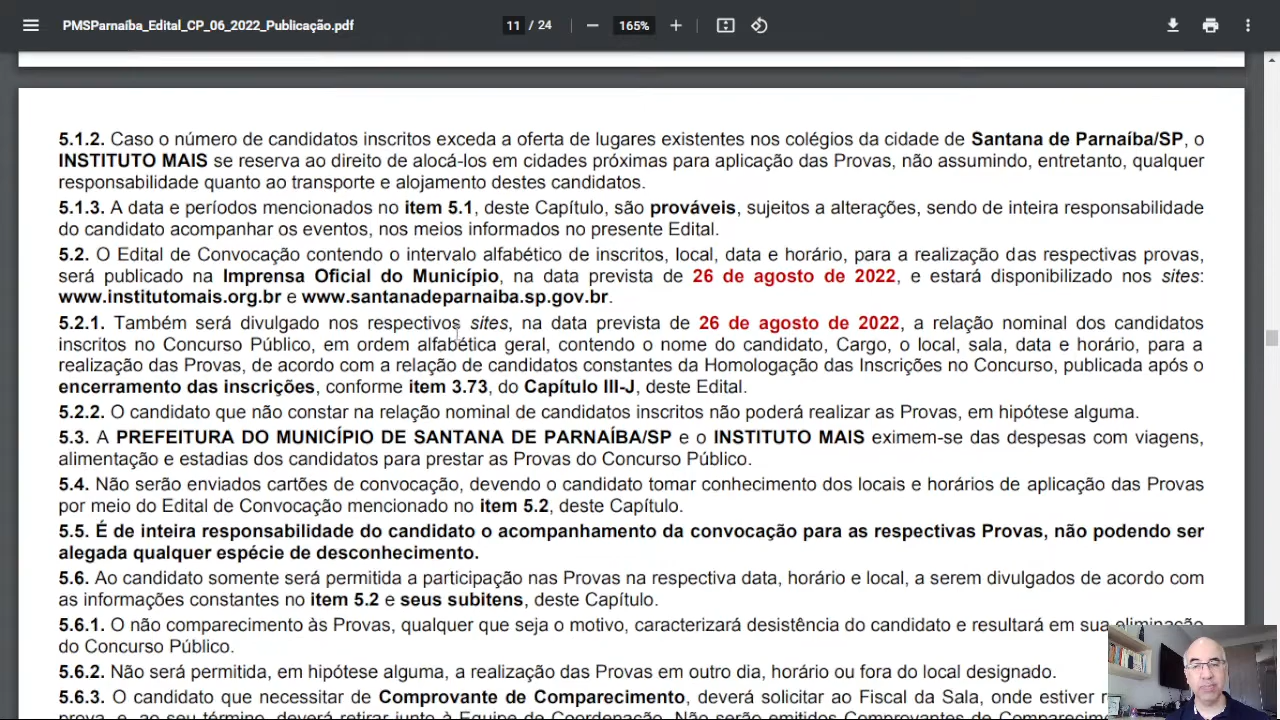 PMSParnaíba_Edital_CP_06_2022_Publicação.pdf
11 / 24
165%
5.1.2. Caso o número de candidatos inscritos exceda a oferta de lugares existentes nos colégios da cidade de Santana de Parnaíba/SP, o
INSTITUTO MAIS se reserva ao direito de alocá-los em cidades próximas para aplicação das Provas, não assumindo, entretanto, qualquer
responsabilidade quanto ao transporte e alojamento destes candidatos.
5.1.3. A data e períodos mencionados no item 5.1, deste Capítulo, são prováveis, sujeitos a alterações, sendo de inteira responsabilidade
do candidato acompanhar os eventos, nos meios informados no presente Edital.
5.2. O Edital de Convocação contendo o intervalo alfabético de inscritos, local, data e horário, para a realização das respectivas provas,
será publicado na Imprensa Oficial do Município, na data prevista de 26 de agosto de 2022, e estará disponibilizado nos sites:
www.institutomais.org.br e www.santanadeparnaiba.sp.gov.br.
5.2.1. Também será divulgado nos respectivos sites, na data prevista de 26 de agosto de 2022, a relação nominal dos candidatos
inscritos no Concurso Público, em ordem alfabética geral, contendo o nome do candidato, Cargo, o local, sala, data e horário, para a
realização das Provas, de acordo com a relação de candidatos constantes da Homologação das Inscrições no Concurso, publicada após o
encerramento das inscrições, conforme item 3.73, do Capítulo III-J, deste Edital.
5.2.2. O candidato que não constar na relação nominal de candidatos inscritos não poderá realizar as Provas, em hipótese alguma.
5.3. A PREFEITURA DO MUNICÍPIO DE SANTANA DE PARNAÍBA/SP e o INSTITUTO MAIS eximem-se das despesas com viagens,
alimentação e estadias dos candidatos para prestar as Provas do Concurso Público.
5.4. Não serão enviados cartões de convocação, devendo o candidato tomar conhecimento dos locais e horários de aplicação das Provas
por meio do Edital de Convocação mencionado no item 5.2, deste Capítulo.
5.5. É de inteira responsabilidade do candidato o acompanhamento da convocação para as respectivas Provas, não podendo ser
alegada qualquer espécie de desconhecimento.
5.6. Ao candidato somente será permitida a participação nas Provas na respectiva data, horário e local, a serem divulgados de acordo com
as informações constantes no item 5.2 e seus subitens, deste Capítulo.
5.6.1. O não comparecimento às Provas, qualquer que seja o motivo, caracterizará desistência do candidato e resultará em sua eliminação
do Concurso Público.
5.6.2. Não será permitida, em hipótese alguma, a realização das Provas em outro dia, horário ou fora do local designado.
5.6.3. O candidato que necessitar de Comprovante de Comparecimento, deverá solicitar ao Fiscal da Sala, onde estiver
prova, e, ao seu término, deverá retirar junto à Equipe de Coordenação. Não serão emitidos Comprovantes de